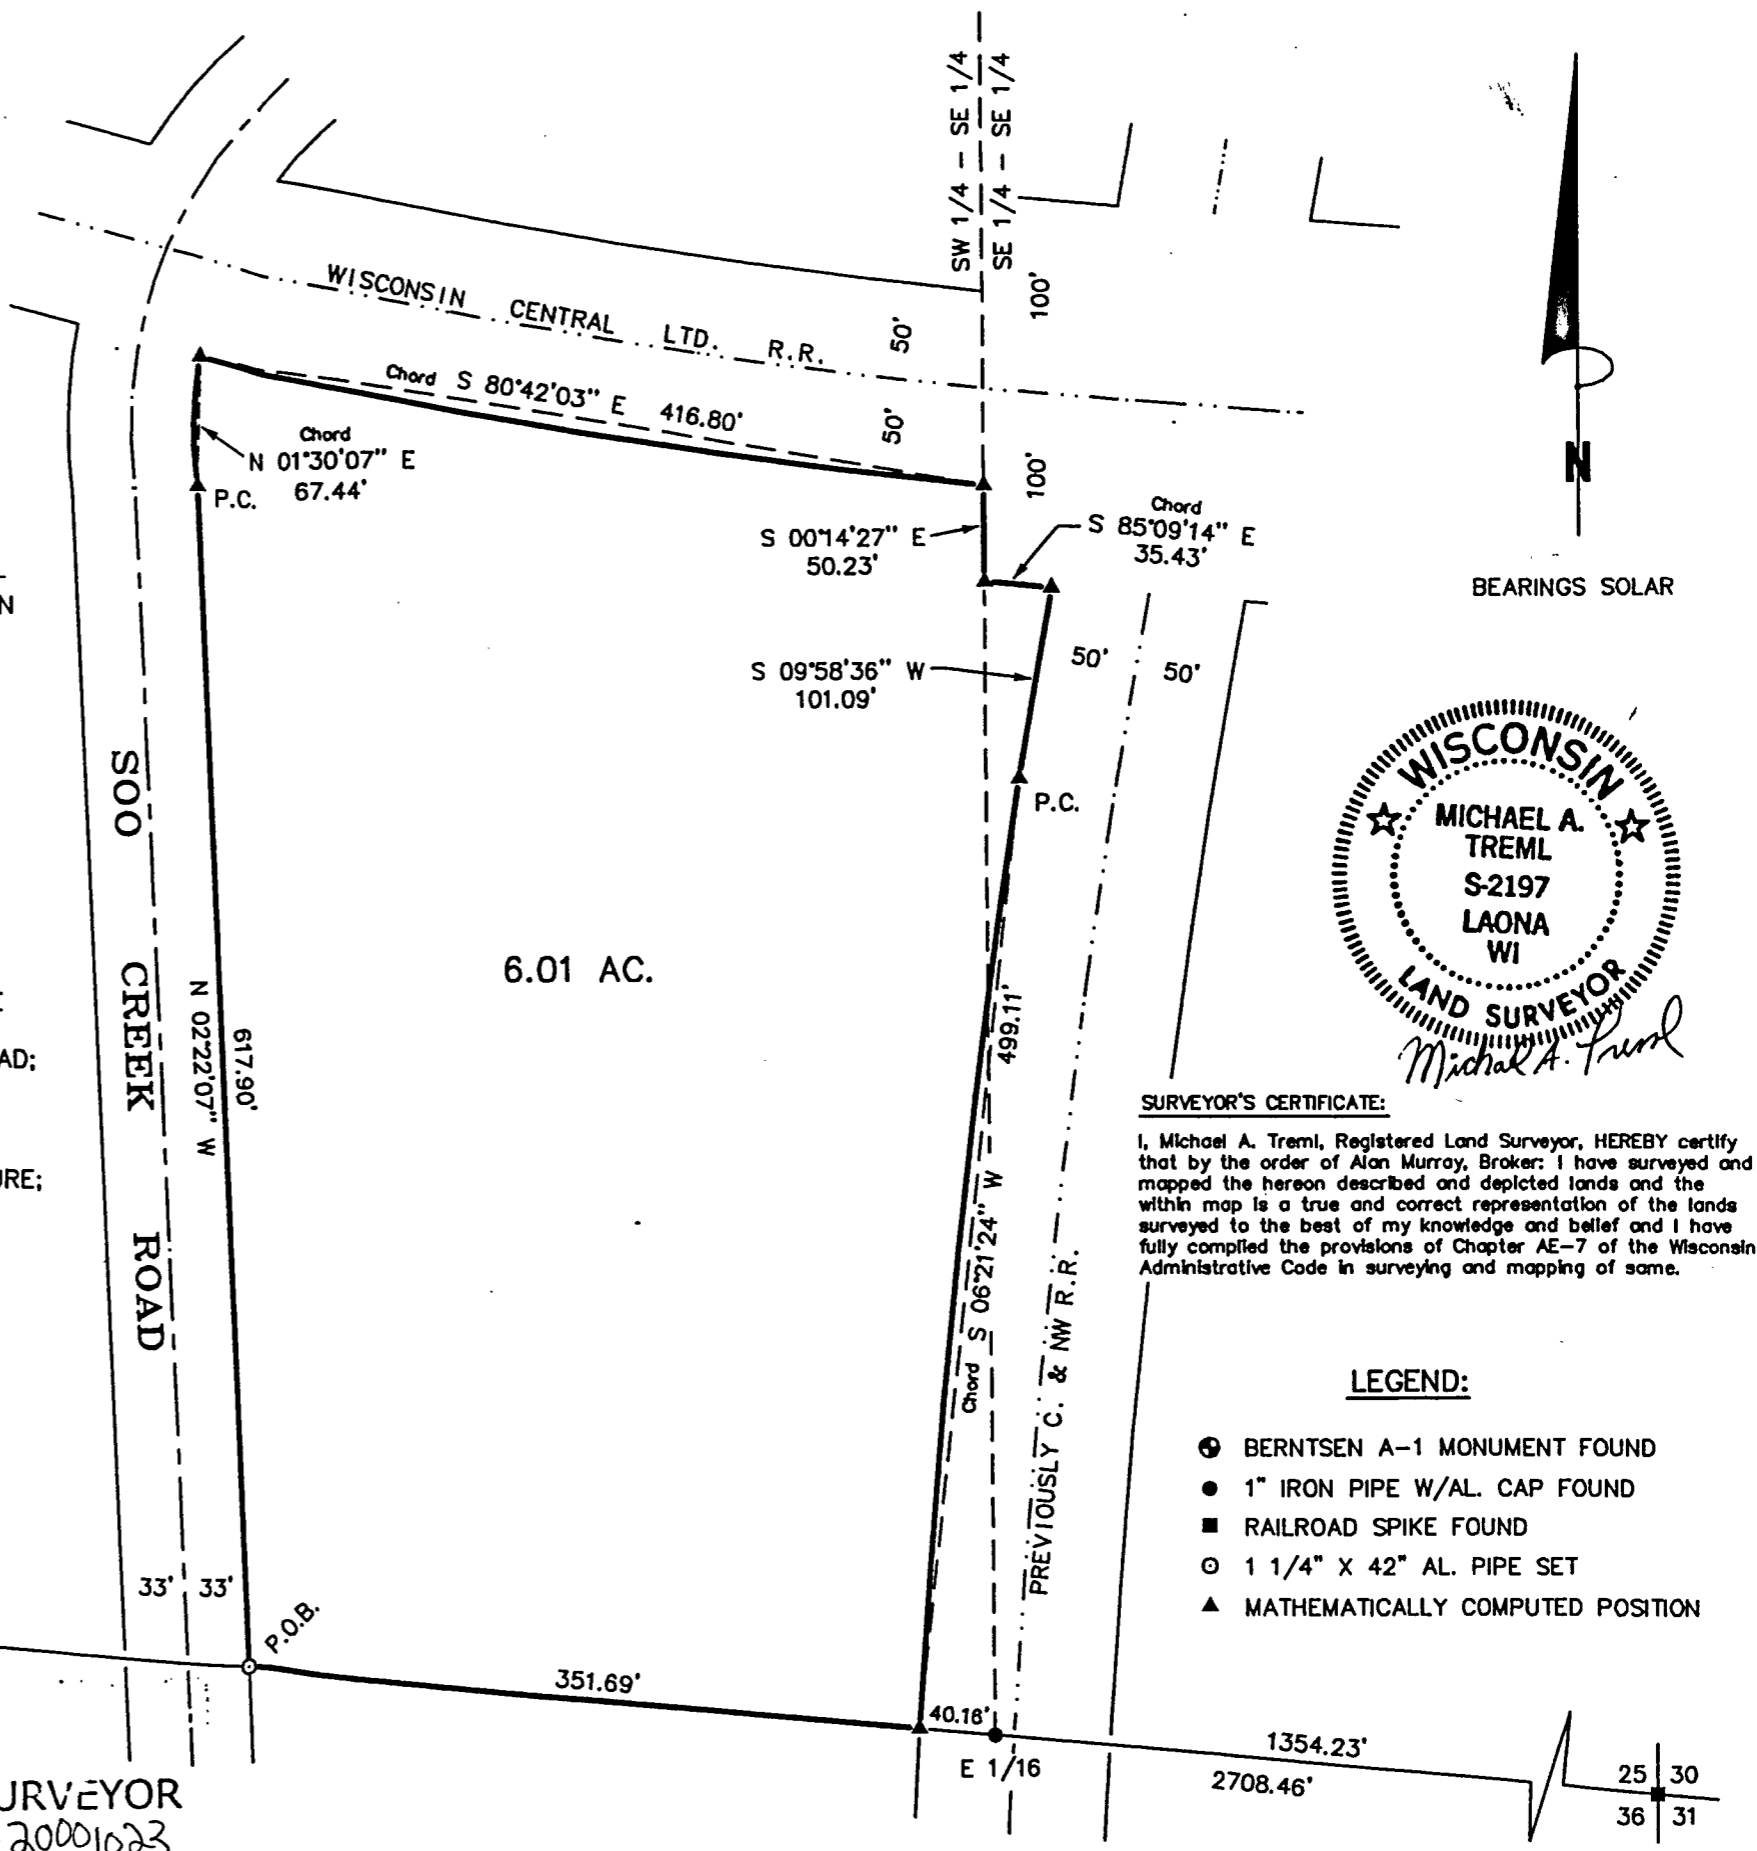 SW 1/4 - SE 1/4
SE 1/4 - SE 1/4
WISCONSIN CENTRAL LTD. R.R.
50'
100'
Chord S 80°42'03" E 416.80'
50'
100'
Chord
N 01°30'07" E
67.44'
P.C.
S 00°14'27" E
50.23'
Chord
S 85°09'14" E
35.43'
N
BEARINGS SOLAR
N
S 09°58'36" W
101.09'
50'
50'
P.C.
SOO CREEK ROAD
N 02°22'07" W
617.90'
6.01 AC.
499.11'
Chord S 06°21'24" W
PREVIOUSLY C. & NW R.R.
AD;
URE;
WISCONSIN
MICHAEL A.
TREML
S-2197
LAONA
WI
LAND SURVEYOR
Michael A. Treml
SURVEYOR'S CERTIFICATE:
I, Michael A. Treml, Registered Land Surveyor, HEREBY certify
that by the order of Alan Murray, Broker: I have surveyed and
mapped the hereon described and depicted lands and the
within map is a true and correct representation of the lands
surveyed to the best of my knowledge and belief and I have
fully complied the provisions of Chapter AE-7 of the Wisconsin
Administrative Code in surveying and mapping of same.
LEGEND:
BERNTSEN A-1 MONUMENT FOUND
1" IRON PIPE W/AL. CAP FOUND
RAILROAD SPIKE FOUND
1 1/4" X 42" AL. PIPE SET
MATHEMATICALLY COMPUTED POSITION
33' 33'
P.O.B.
351.69'
40.16'
E 1/16
1354.23'
2708.46'
25 30
36 31
URVEYOR
20001023